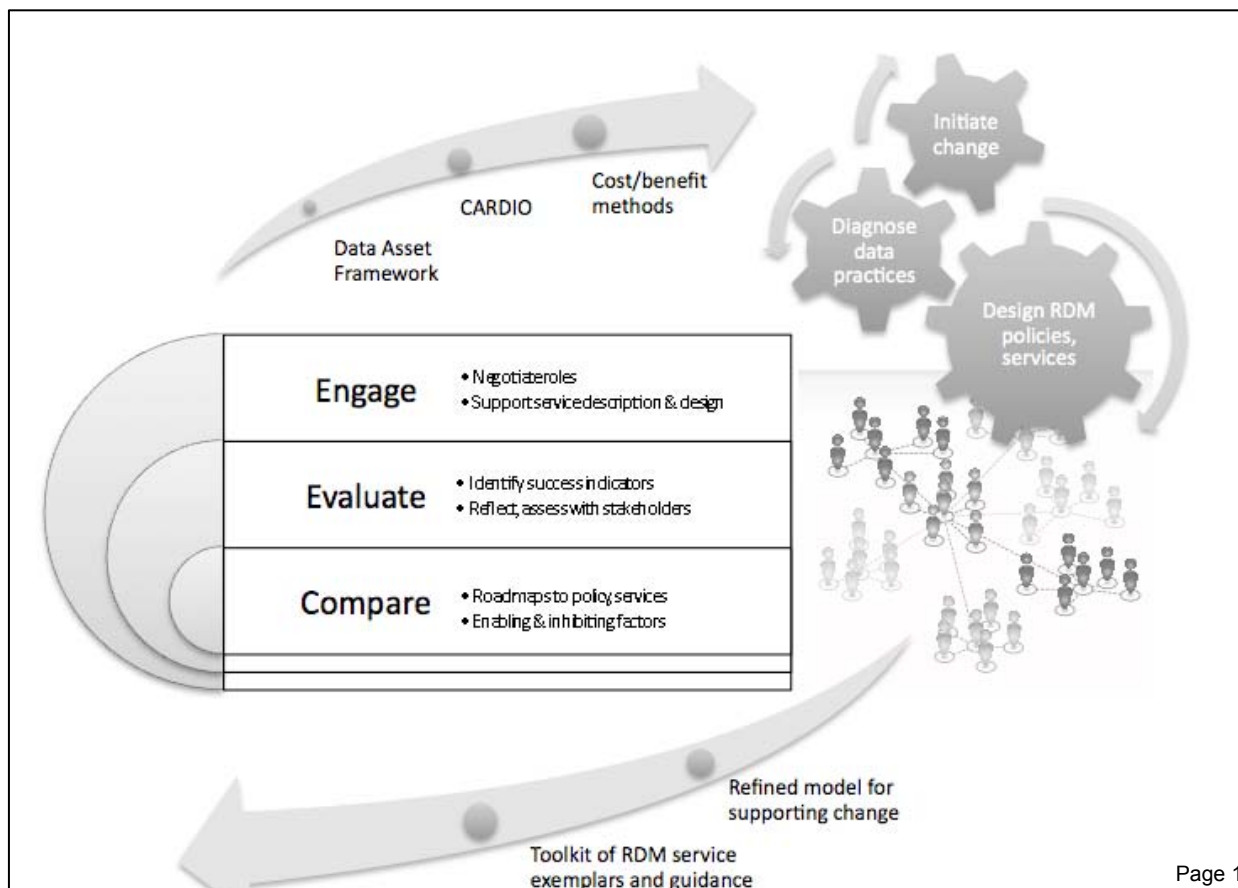 Initiate
change
Cost/benefit
methods
CARDIO
Data Asset
Framework
Diagnose
data
practices
Design RDM
policies,
services
Engage
• Negotiate roles
• Support service description & design
Evaluate
• Identify success indicators
• Reflect, assess with stakeholders
Compare
• Roadmaps to policy, services
• Enabling & inhibiting factors
Refined model for
supporting change
Toolkit of RDM service
exemplars and guidance
Page 1